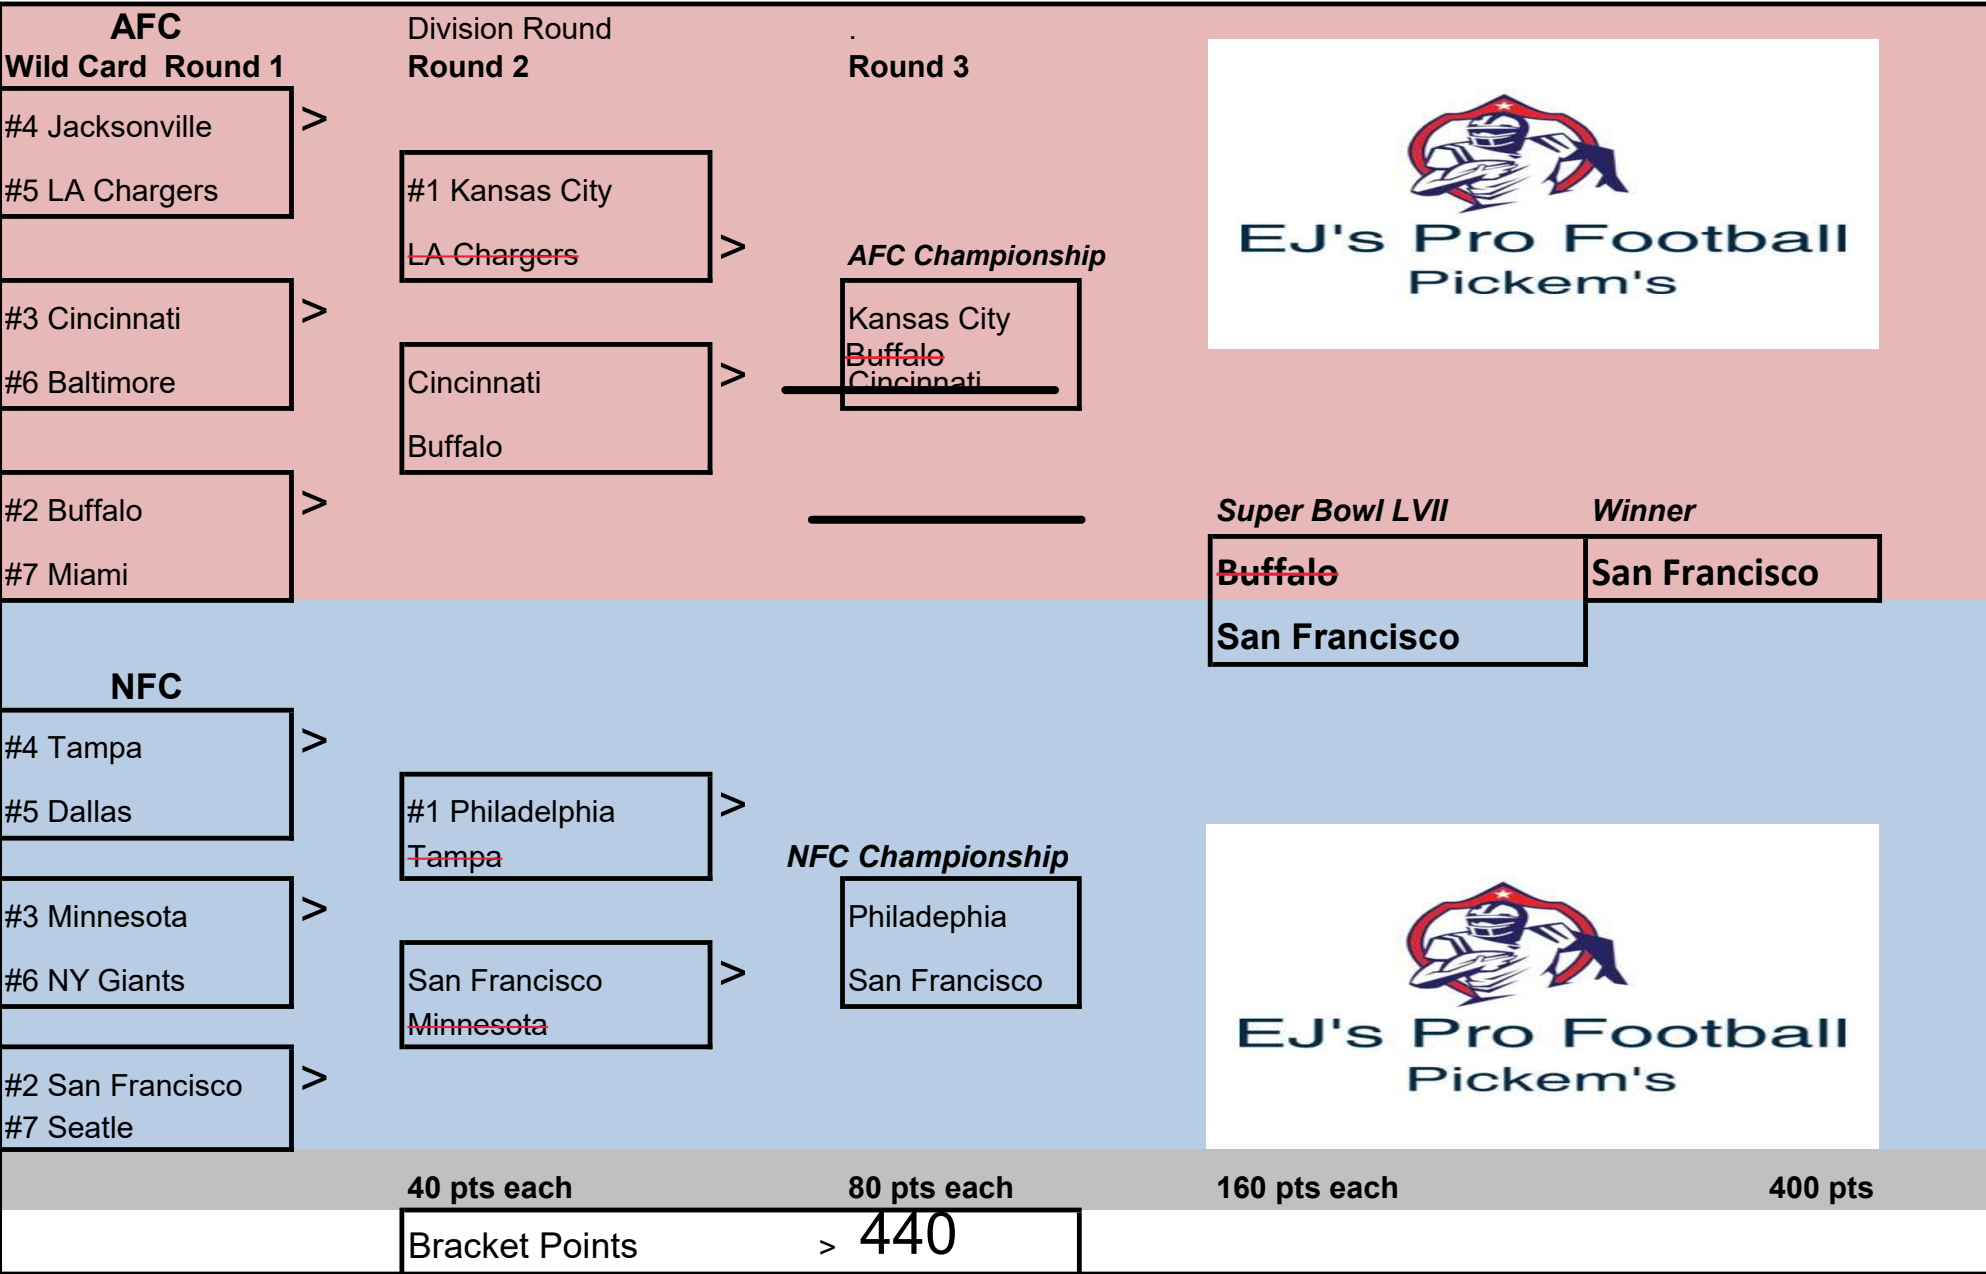 AFC
Division Round
.
Wild Card  Round 1
Round 2
Round 3
#4 Jacksonville
>
#5 LA Chargers
#3 Cincinnati
>
#6 Baltimore
#2 Buffalo
>
#7 Miami
#1 Kansas City
LA Chargers
>
Cincinnati
>
Buffalo
AFC Championship
Kansas City
Buffalo
Cincinnati
EJ's Pro Football
Pickem's
Super Bowl LVII
Winner
Buffalo
San Francisco
San Francisco
NFC
#4 Tampa
>
#5 Dallas
#3 Minnesota
>
#6 NY Giants
#2 San Francisco
>
#7 Seatle
#1 Philadelphia
>
Tampa
San Francisco
>
Minnesota
NFC Championship
Philadephia
San Francisco
EJ's Pro Football
Pickem's
40 pts each
80 pts each
160 pts each
400 pts
Bracket Points > 440